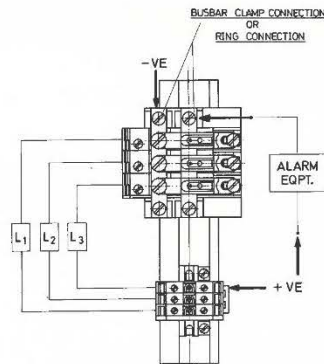 BUSBAR CLAMP CONNECTION
OR
RING CONNECTION
-VE
ALARM
EQPT.
L1
L2
L3
+VE